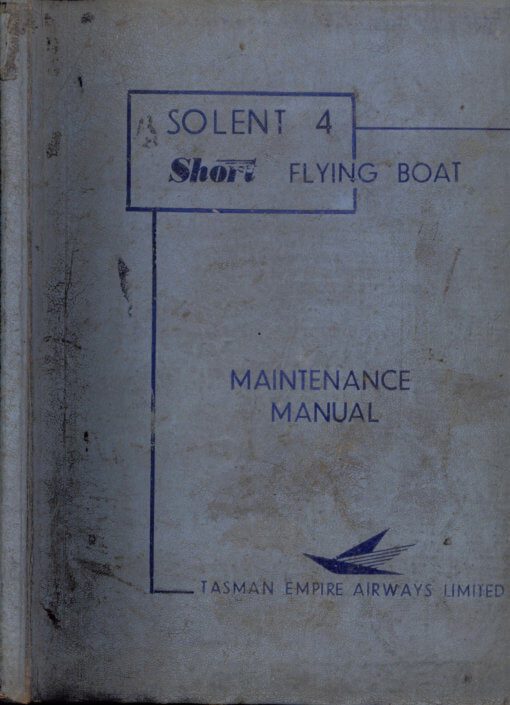 SOLENT 4
Short FLYING BOAT
MAINTENANCE
MANUAL
TASMAN EMPIRE AIRWAYS LIMITED